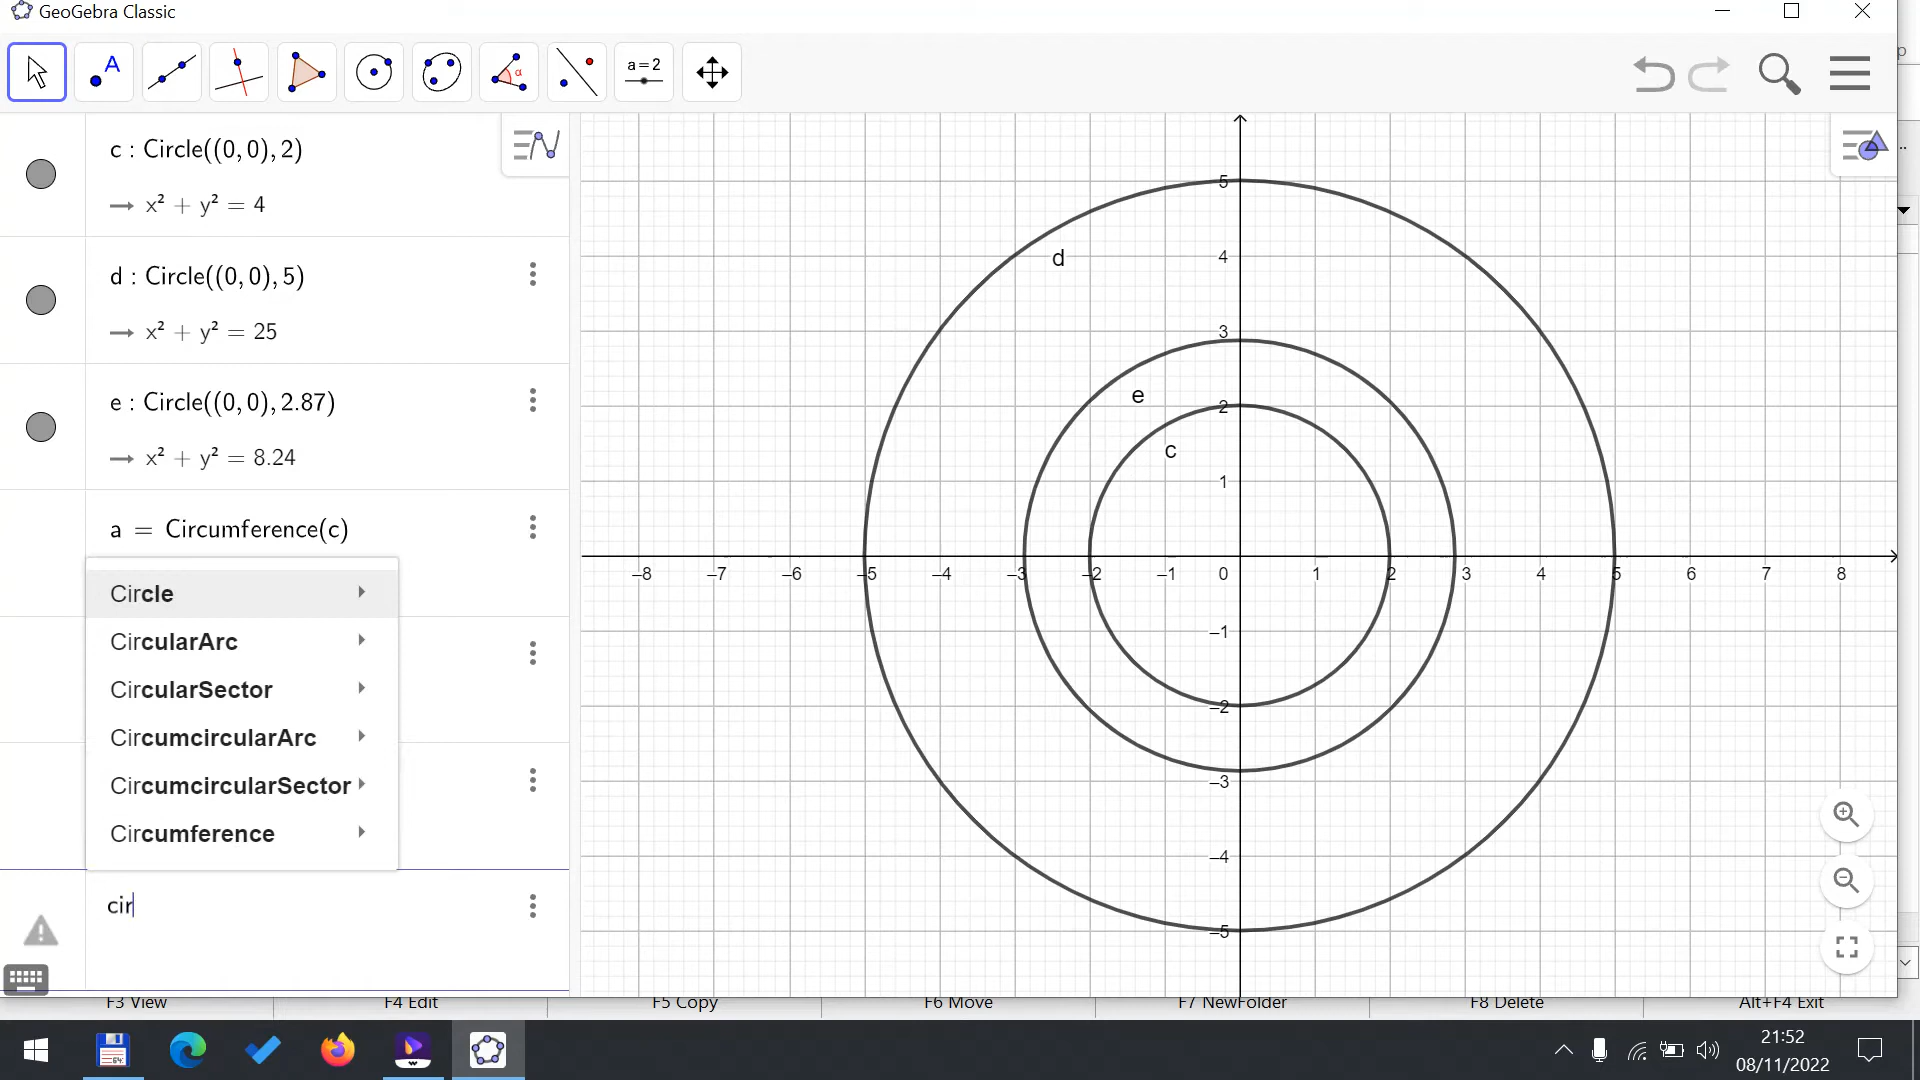 GeoGebra Classic
A
α
a=2
c : Circle((0,0),2)
→ x² + y² = 4
d : Circle((0,0),5)
→ x² + y² = 25
e : Circle((0,0),2.87)
→ x² + y² = 8.24
a = Circumference(c)
Circle
CircularArc
CircularSector
CircumcircularArc
CircumcircularSector
Circumference
cir
5
4
3
2
1
–8 –7 –6 –5 –4 –3 –2 –1 0 1 2 3 4 5 6 7 8
–1
–2
–3
–4
–5
d
e
c
F3 View F4 Edit F5 Copy F6 Move F7 NewFolder F8 Delete Alt+F4 Exit
64
21:52
08/11/2022